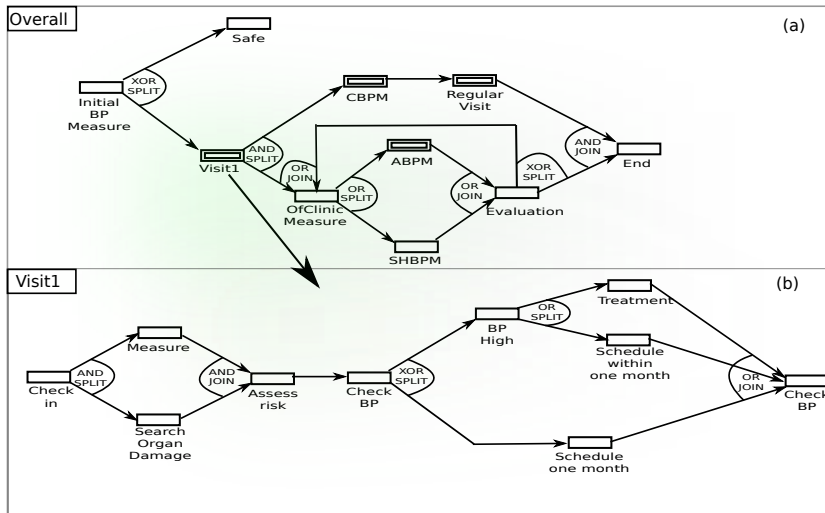 Overall
(a)
Safe
XOR
SPLIT
Initial
BP
Measure
CBPM
Regular
Visit
AND
SPLIT
Visit1
OR
JOIN
ABPM
AND
JOIN
End
XOR
SPLIT
OR
SPLIT
OR
JOIN
OfClinic
Measure
Evaluation
SHBPM
Visit1
(b)
Treatment
OR
SPLIT
BP
High
Measure
Schedule
within
one month
AND
SPLIT
AND
JOIN
Check
in
Assess
risk
Check
BP
XOR
SPLIT
OR
JOIN
Check
BP
Search
Organ
Damage
Schedule
one month